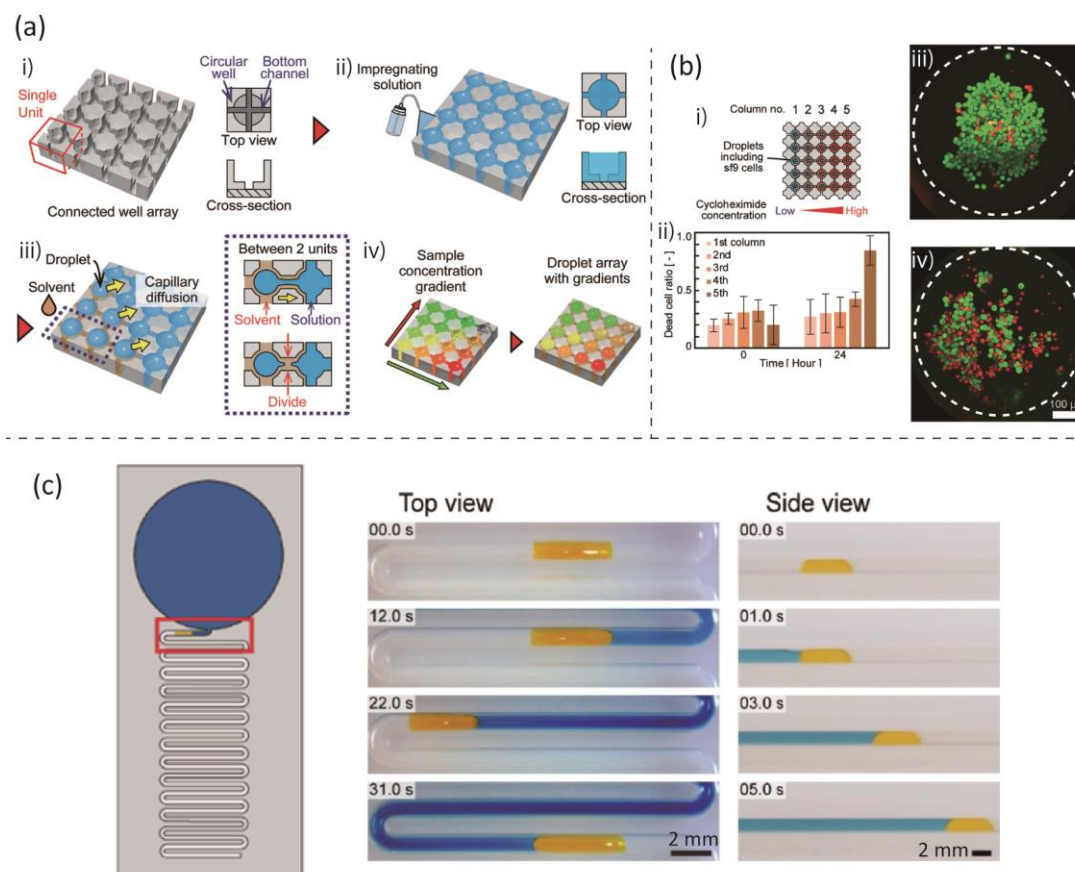 (a)
i)
Single
Unit
Connected well array
Circular
well
Bottom
channel
Top view
Cross-section
ii)
Impregnating
solution
Top view
Cross-section
iii)
Droplet
Solvent
Capillary
diffusion
Between 2 units
Solvent
Solution
Divide
iv)
Sample
concentration
gradient
Droplet array
with gradients
(b)
i)
Column no. 1 2 3 4 5
Droplets
including
sf9 cells
Cycloheximide
concentration
Low
High
ii)
Dead cell ratio [-]
1.0
0.5
0
1st column
2nd
3rd
4th
5th
0
24
Time [ Hour ]
iii)
iv)
100 μ
(c)
Top view
00.0 s
12.0 s
22.0 s
31.0 s
2 mm
Side view
00.0 s
01.0 s
03.0 s
05.0 s
2 mm